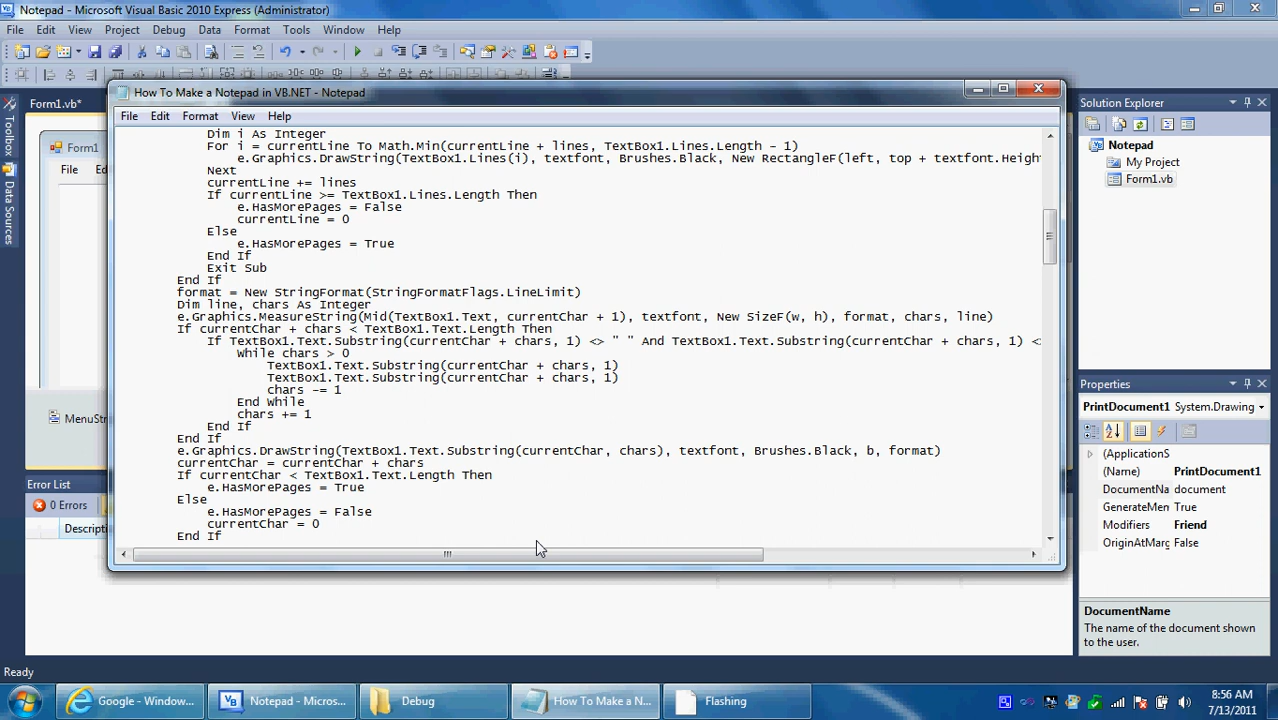 Notepad - Microsoft Visual Basic 2010 Express (Administrator)
File Edit View Project Debug Data Format Tools Window Help
Form1.vb*
Toolbox
Data Sources
Form1
File
MenuStr
Error List
0 Errors
Descripti
How To Make a Notepad in VB.NET - Notepad
File Edit Format View Help
Dim i As Integer
For i = currentLine To Math.Min(currentLine + lines, TextBox1.Lines.Length - 1)
e.Graphics.DrawString(TextBox1.Lines(i), textfont, Brushes.Black, New RectangleF(left, top + textfont.Heigh
Next
currentLine += lines
If currentLine >= TextBox1.Lines.Length Then
e.HasMorePages = False
currentLine = 0
Else
e.HasMorePages = True
End If
Exit Sub
End If
format = New StringFormat(StringFormatFlags.LineLimit)
Dim line, chars As Integer
e.Graphics.MeasureString(Mid(TextBox1.Text, currentChar + 1), textfont, New SizeF(w, h), format, chars, line)
If currentChar + chars < TextBox1.Text.Length Then
If TextBox1.Text.Substring(currentChar + chars, 1) <> " " And TextBox1.Text.Substring(currentChar + chars, 1) <
While chars > 0
TextBox1.Text.Substring(currentChar + chars, 1)
TextBox1.Text.Substring(currentChar + chars, 1)
chars -= 1
End While
chars += 1
End If
End If
e.Graphics.DrawString(TextBox1.Text.Substring(currentChar, chars), textfont, Brushes.Black, b, format)
currentChar = currentChar + chars
If currentChar < TextBox1.Text.Length Then
e.HasMorePages = True
Else
e.HasMorePages = False
currentChar = 0
End If
Solution Explorer
Notepad
My Project
Form1.vb
Properties
PrintDocument1 System.Drawing
(ApplicationS
(Name) PrintDocument1
DocumentNa document
GenerateMen True
Modifiers Friend
OriginAtMarg False
DocumentName
The name of the document shown
to the user.
Ready
Google - Window...
Notepad - Micros...
Debug
How To Make a N...
Flashing
8:56 AM
7/13/2011